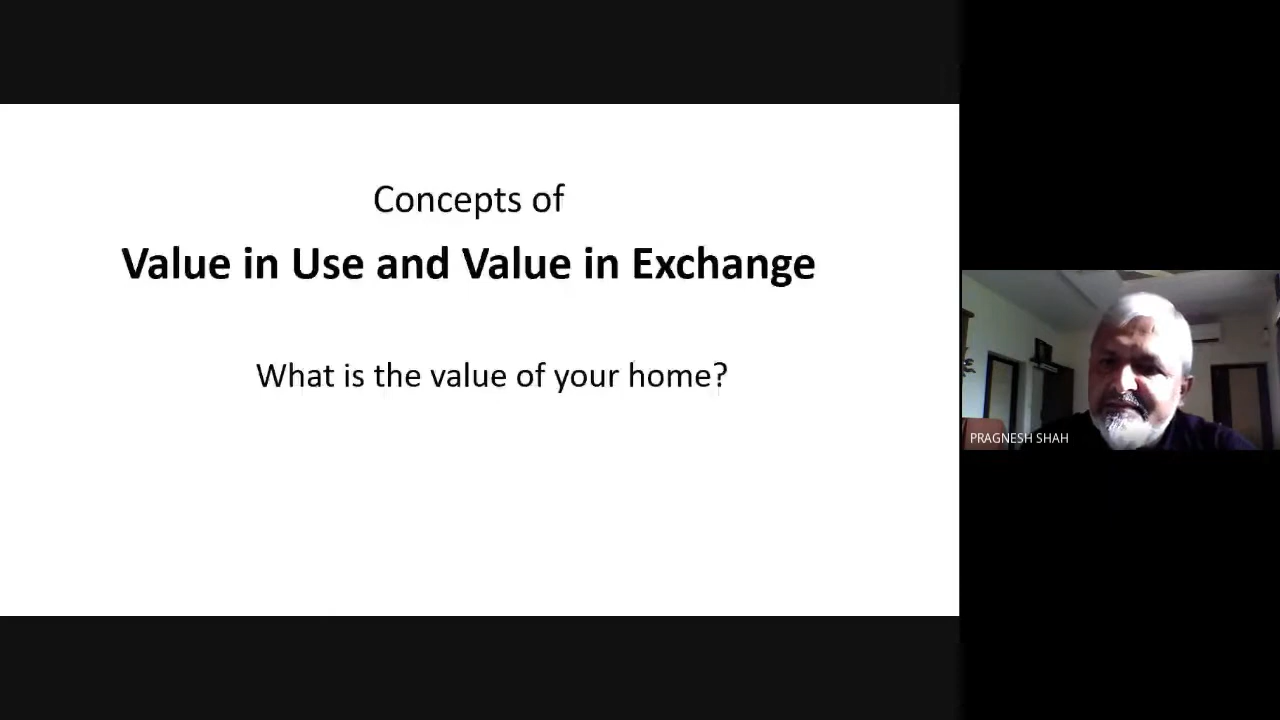 Concepts of
Value in Use and Value in Exchange
What is the value of your home?
PRAGNESH SHAH